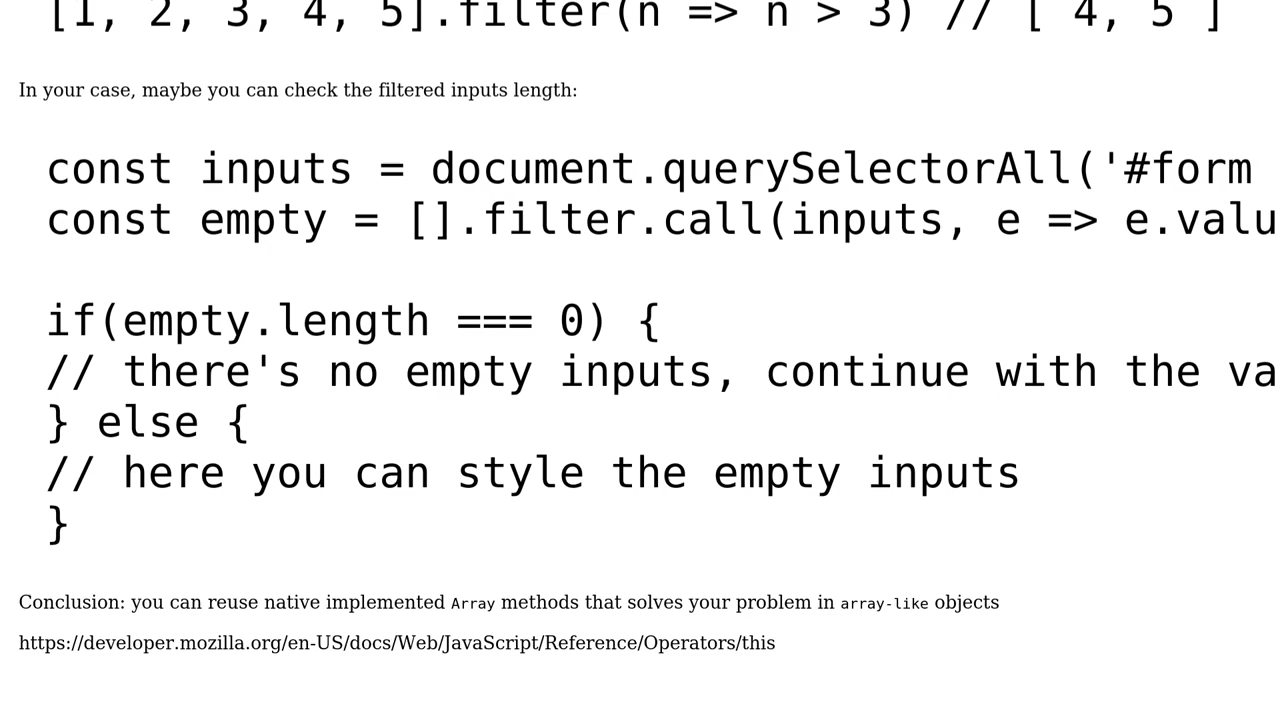 [1, 2, 3, 4, 5].filter(n => n > 3) // [ 4, 5 ]
In your case, maybe you can check the filtered inputs length:
const inputs = document.querySelectorAll('#form
const empty = [].filter.call(inputs, e => e.valu
if(empty.length === 0) {
// there's no empty inputs, continue with the va
} else {
// here you can style the empty inputs
}
Conclusion: you can reuse native implemented Array methods that solves your problem in array-like objects
https://developer.mozilla.org/en-US/docs/Web/JavaScript/Reference/Operators/this